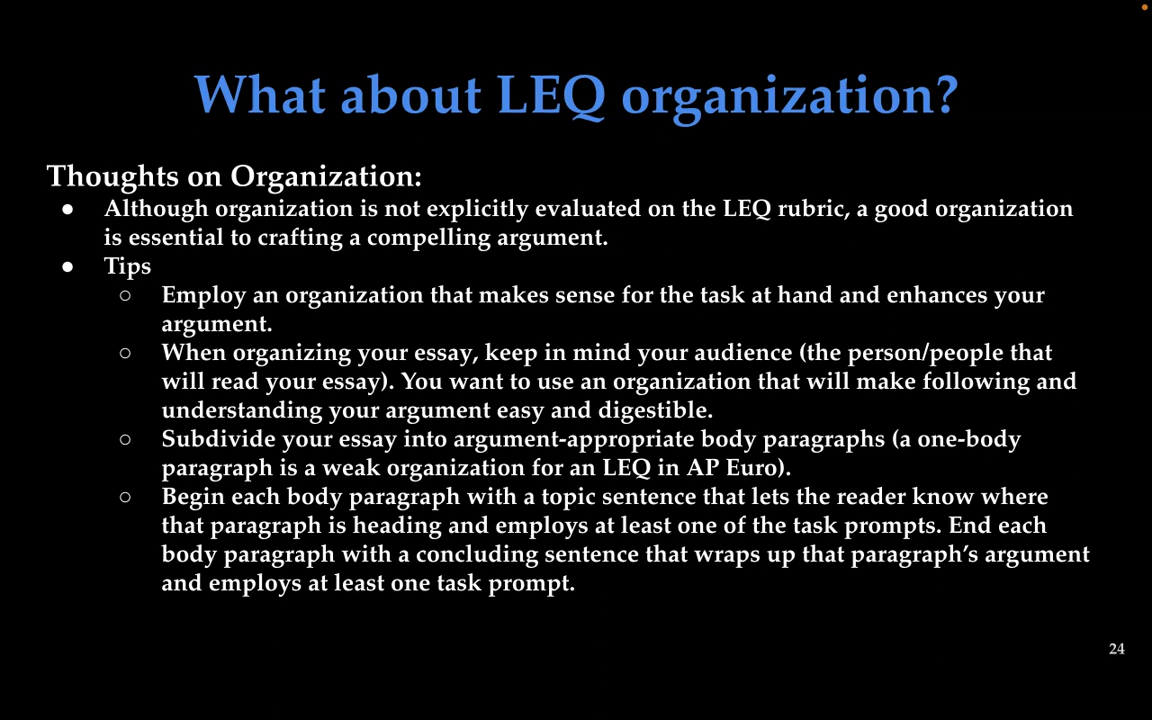 What about LEQ organization?
Thoughts on Organization:
● Although organization is not explicitly evaluated on the LEQ rubric, a good organization
is essential to crafting a compelling argument.
● Tips
○ Employ an organization that makes sense for the task at hand and enhances your
argument.
○ When organizing your essay, keep in mind your audience (the person/people that
will read your essay). You want to use an organization that will make following and
understanding your argument easy and digestible.
○ Subdivide your essay into argument-appropriate body paragraphs (a one-body
paragraph is a weak organization for an LEQ in AP Euro).
○ Begin each body paragraph with a topic sentence that lets the reader know where
that paragraph is heading and employs at least one of the task prompts. End each
body paragraph with a concluding sentence that wraps up that paragraph’s argument
and employs at least one task prompt.
24